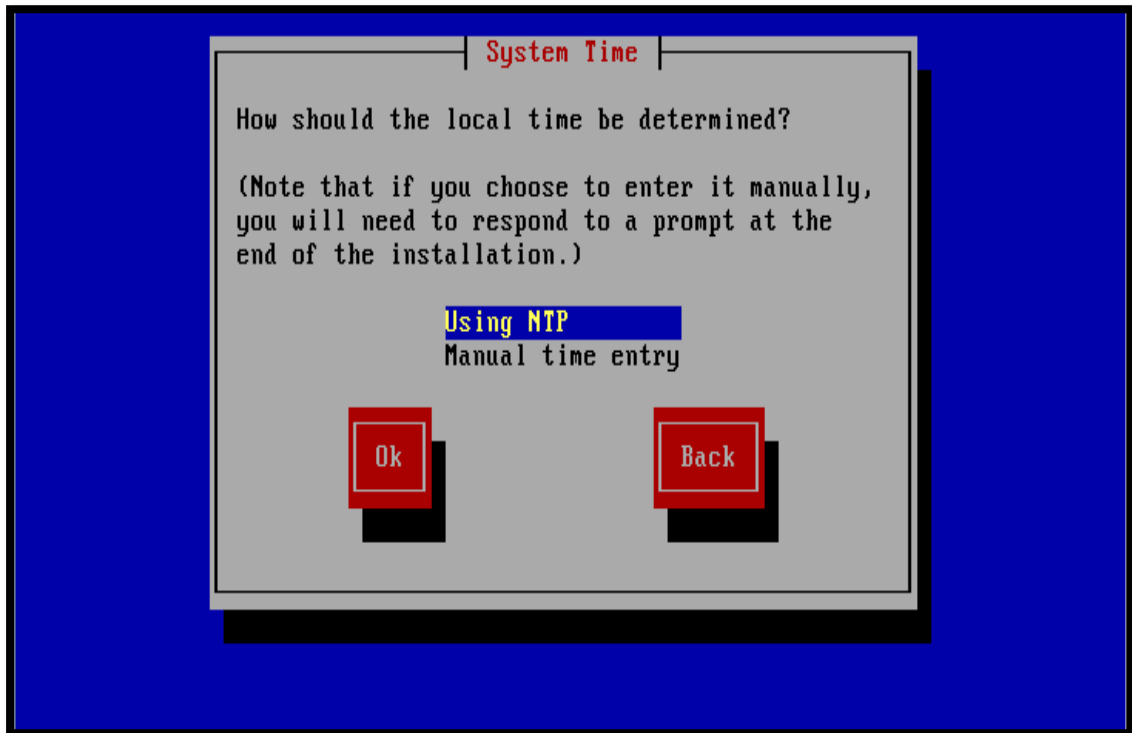 System Time
How should the local time be determined?
(Note that if you choose to enter it manually,
you will need to respond to a prompt at the
end of the installation.)
Using NTP
Manual time entry
Ok
Back